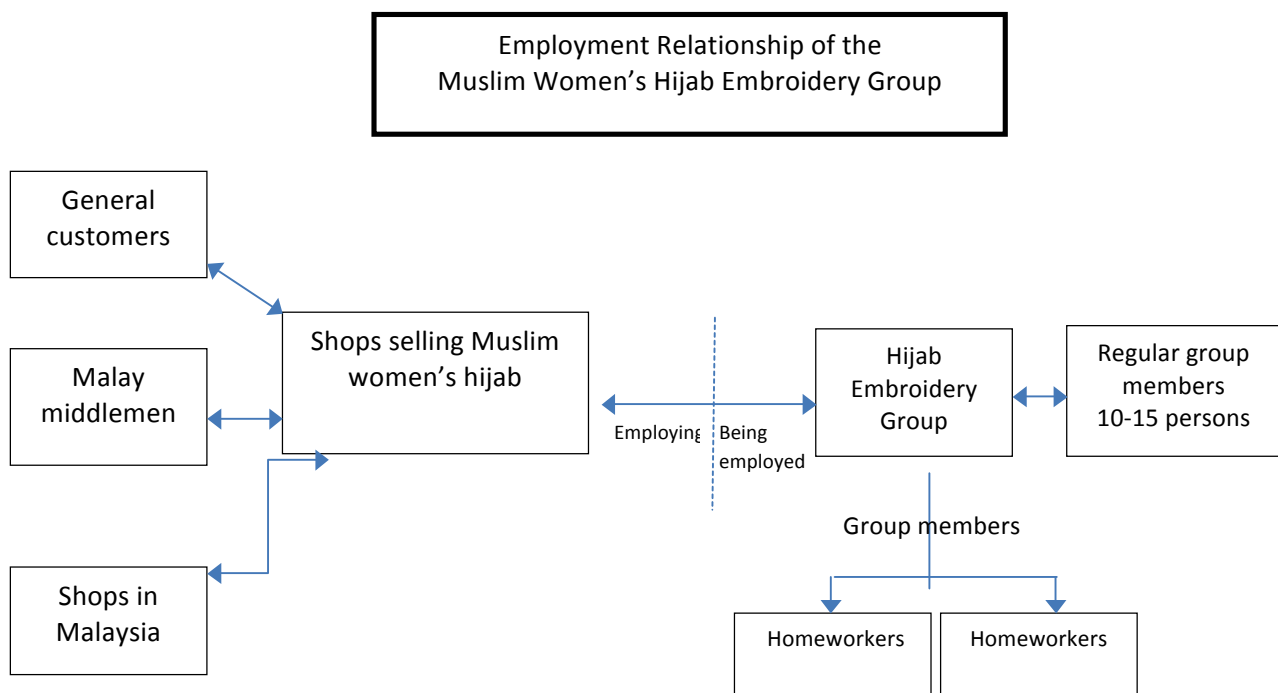 Employment Relationship of the
Muslim Women's Hijab Embroidery Group
General
customers
Malay
middlemen
Shops in
Malaysia
Shops selling Muslim
women's hijab
Employing
Being
employed
Hijab
Embroidery
Group
Regular group
members
10-15 persons
Group members
Homeworkers
Homeworkers